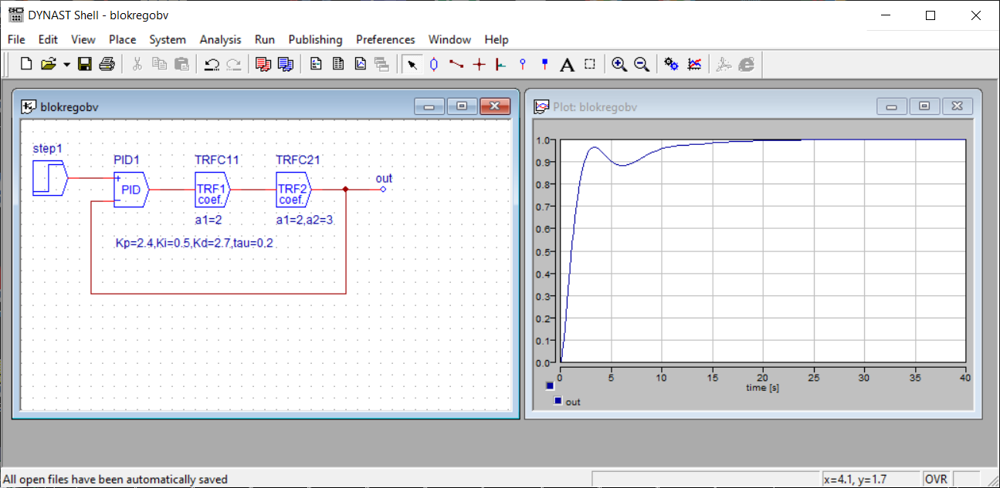 DYNAST Shell - blokregobv
File Edit View Place System Analysis Run Publishing Preferences Window Help
blokregobv
step1
PID1 TRFC11 TRFC21
out
+
PID TRF1 TRF2
− coef. coef.
a1=2 a1=2,a2=3
Kp=2.4,Ki=0.5,Kd=2.7,tau=0.2
Plot: blokregobv
1.0
0.9
0.8
0.7
0.6
0.5
0.4
0.3
0.2
0.1
0.0
0 5 10 15 20 25 30 35 40
time [s]
out
All open files have been automatically saved
x=4.1, y=1.7 OVR